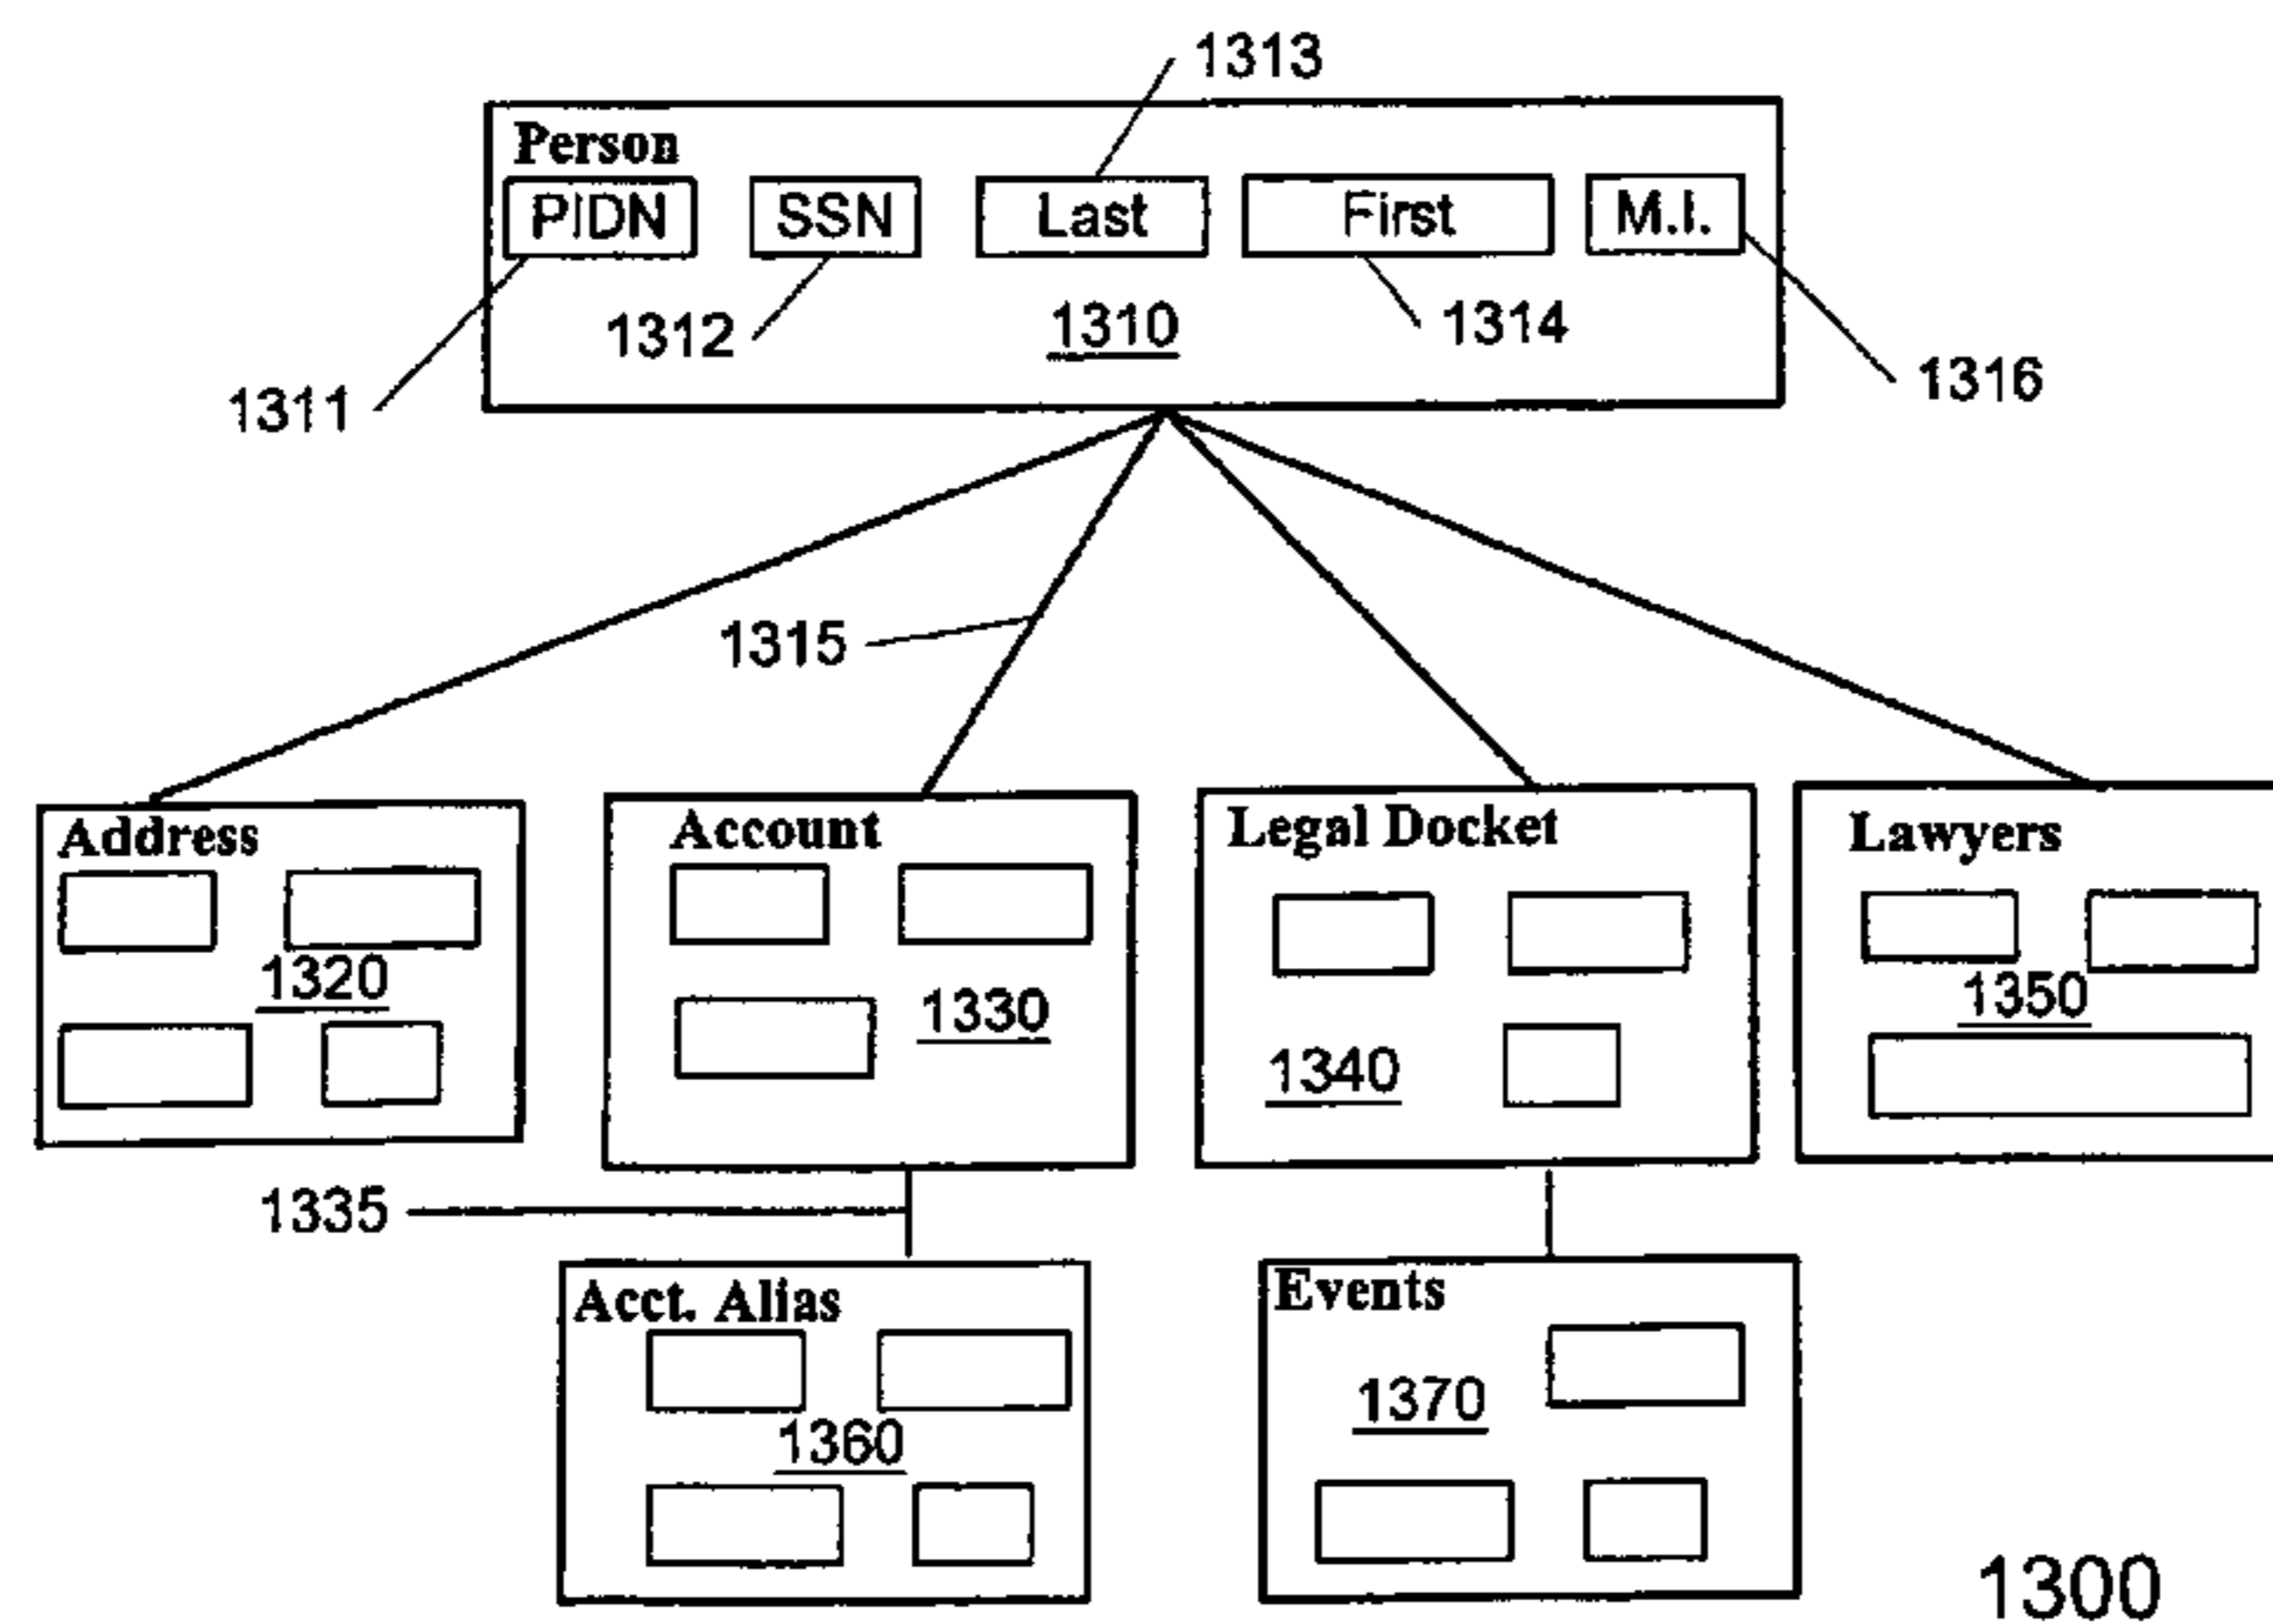 1313
Person
PIDN SSN Last First M.I.
1312 1310 1314
1311 1316
1315
Address Account Legal Docket Lawyers
1320 1330 1340 1350
1335
Acct. Alias Events
1360 1370
1300